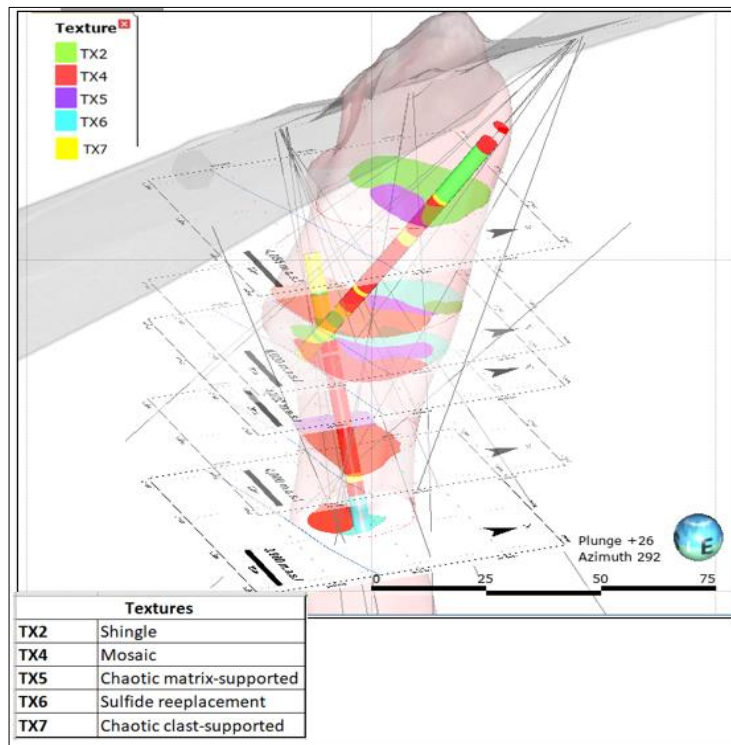 Texture
TX2
TX4
TX5
TX6
TX7
Plunge +26
Azimuth 292
0 25 50 75
Textures
TX2 Shingle
TX4 Mosaic
TX5 Chaotic matrix-supported
TX6 Sulfide reeplacement
TX7 Chaotic clast-supported